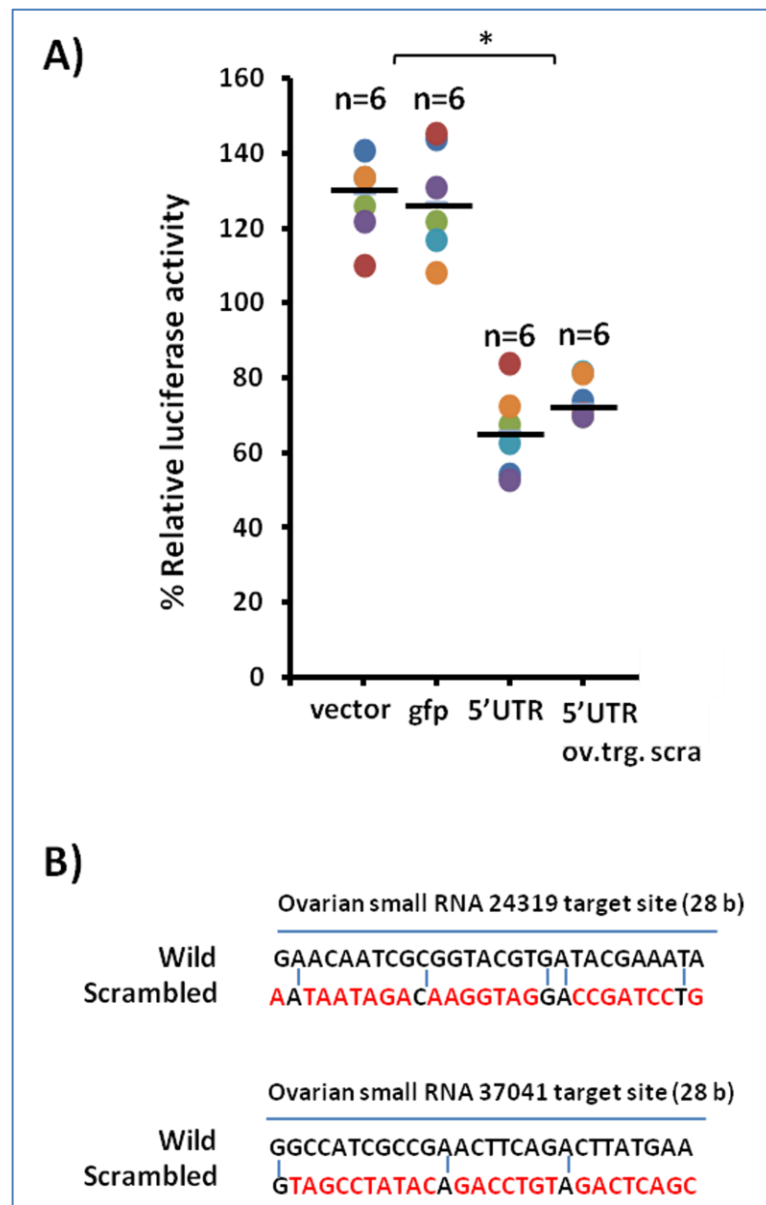 A)
*
160
n=6 n=6
140
120
100
n=6 n=6
80
60
40
20
0
% Relative luciferase activity
vector gfp 5’UTR 5’UTR
ov.trg. scra
B)
Ovarian small RNA 24319 target site (28 b)
Wild GAACAATCGCGGTACGTGATACGAAATA
Scrambled AATAATAGACAAGGTAGGACCGATCCTG
Ovarian small RNA 37041 target site (28 b)
Wild GGCCATCGCCGAACTTCAGACTTATGAA
Scrambled GTAGCCTATACAGACCTGTAGACTCAGC